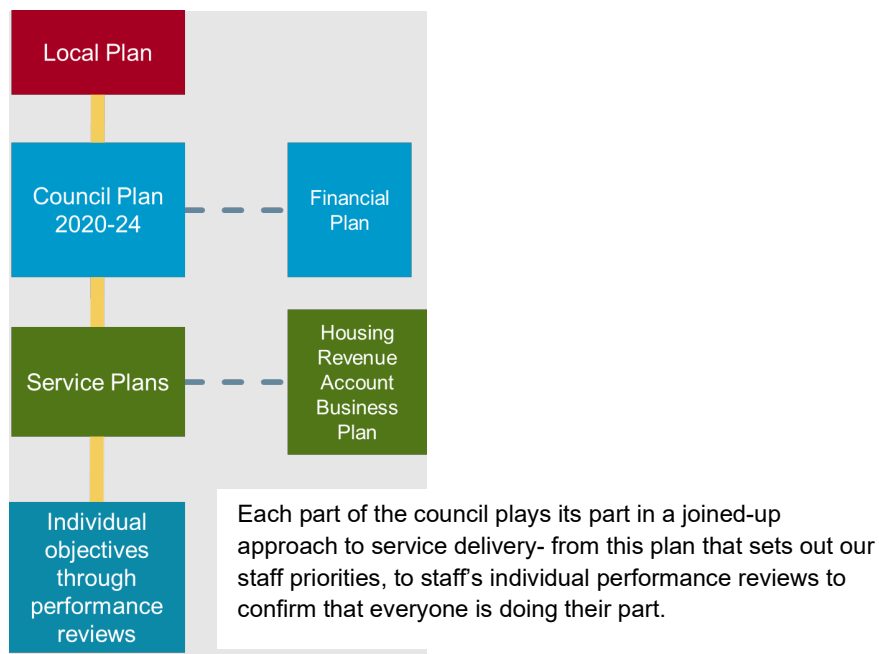 Local Plan
Council Plan
2020-24
Financial
Plan
Service Plans
Housing
Revenue
Account
Business
Plan
Individual
objectives
through
performance
reviews
Each part of the council plays its part in a joined-up
approach to service delivery- from this plan that sets out our
staff priorities, to staff’s individual performance reviews to
confirm that everyone is doing their part.